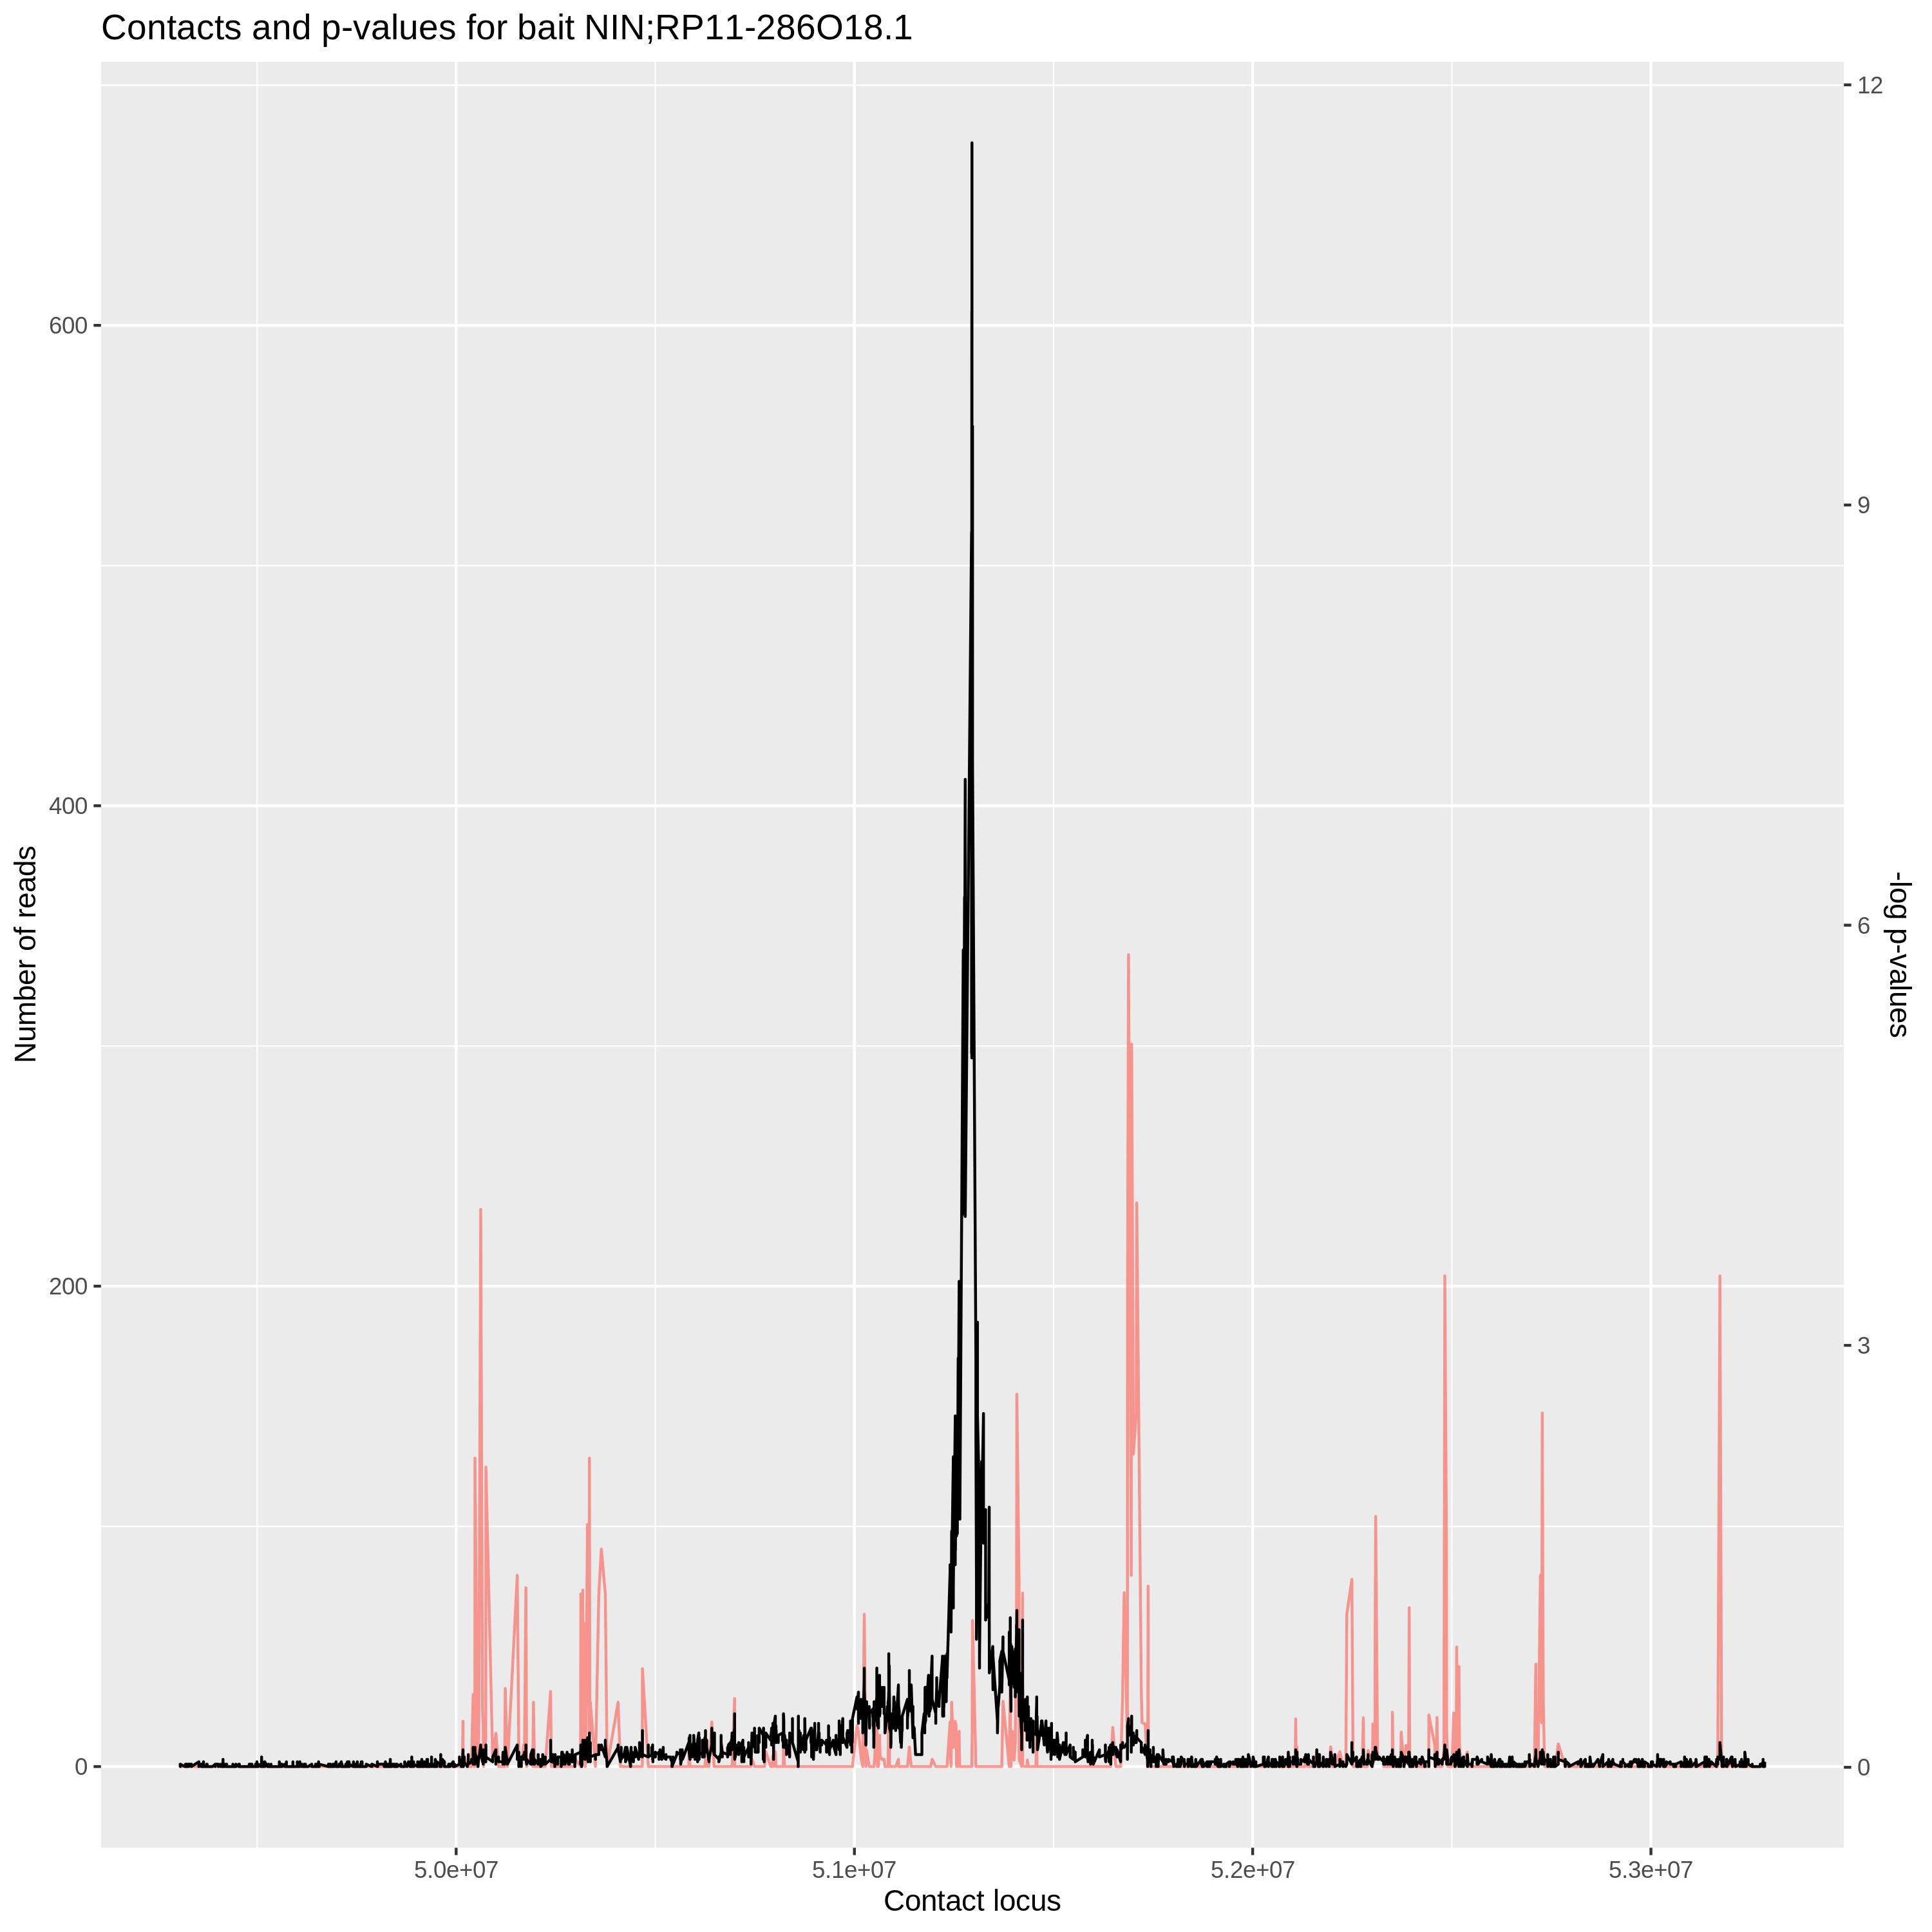 Contacts and p-values for bait NIN;RP11-286O18.1
12
600
9
400
6
Number of reads
-log p-values
200
3
0
0
5.0e+07
5.1e+07
5.2e+07
5.3e+07
Contact locus